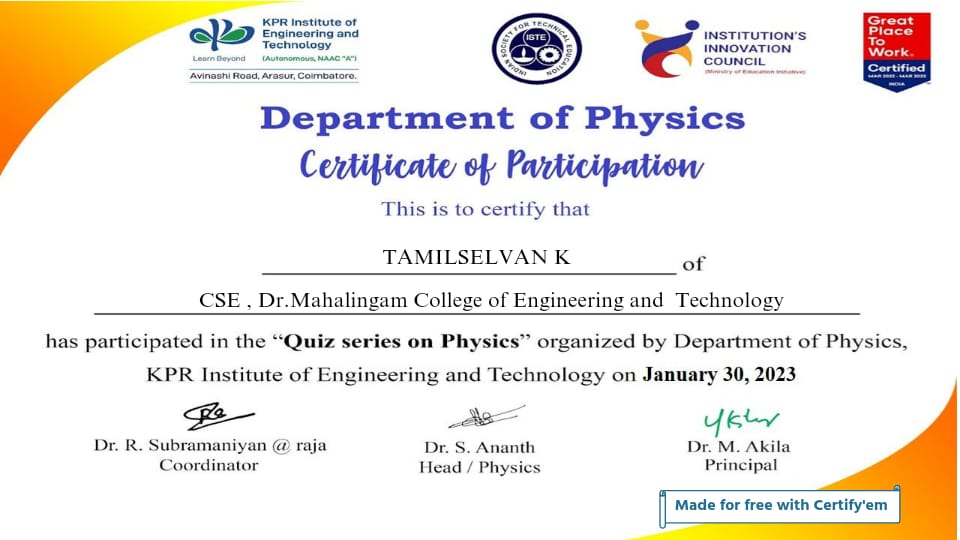 KPR Institute of
Engineering and
Technology
Learn Beyond (Autonomous, NAAC "A")
Avinashi Road, Arasur, Coimbatore.
INDIAN SOCIETY FOR TECHNICAL EDUCATION
ISTE
INSTITUTION'S
INNOVATION
COUNCIL
(Ministry of Education Initiative)
Great
Place
To
Work®
Certified
MAR 2022 - MAR 2023
INDIA
Department of Physics
Certificate of Participation
This is to certify that
TAMILSELVAN K of
CSE , Dr.Mahalingam College of Engineering and Technology
has participated in the “Quiz series on Physics” organized by Department of Physics,
KPR Institute of Engineering and Technology on January 30, 2023
Dr. R. Subramaniyan @ raja
Coordinator
Dr. S. Ananth
Head / Physics
Dr. M. Akila
Principal
Made for free with Certify'em